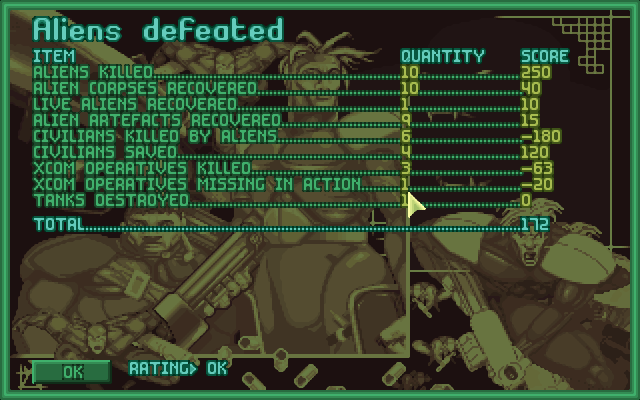 Aliens defeated
ITEM QUANTITY SCORE
ALIENS KILLED 10 250
ALIEN CORPSES RECOVERED 10 40
LIVE ALIENS RECOVERED 1 10
ALIEN ARTEFACTS RECOVERED 9 15
CIVILIANS KILLED BY ALIENS 6 -180
CIVILIANS SAVED 4 120
XCOM OPERATIVES KILLED 3 -63
XCOM OPERATIVES MISSING IN ACTION 1 -20
TANKS DESTROYED 1 0
TOTAL 172
OK RATING> OK